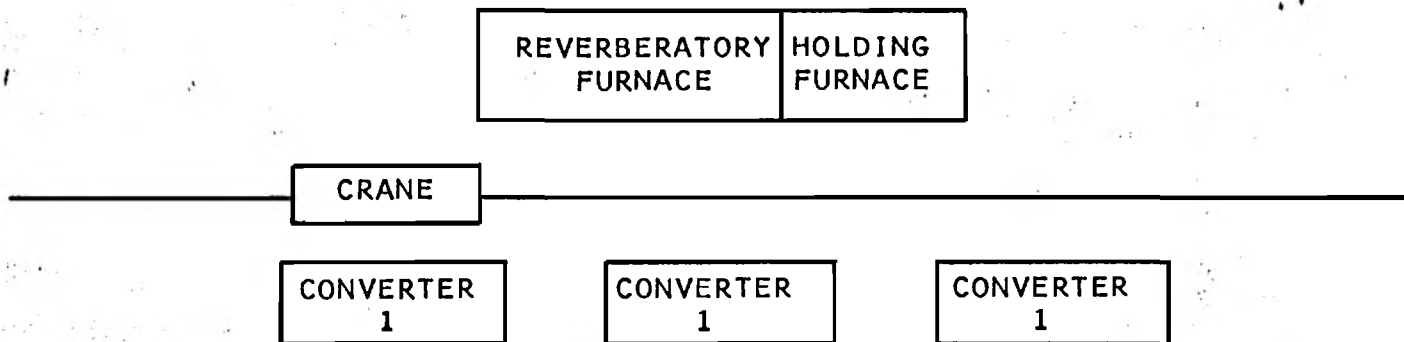 REVERBERATORY
FURNACE
HOLDING
FURNACE
CRANE
CONVERTER
1
CONVERTER
1
CONVERTER
1